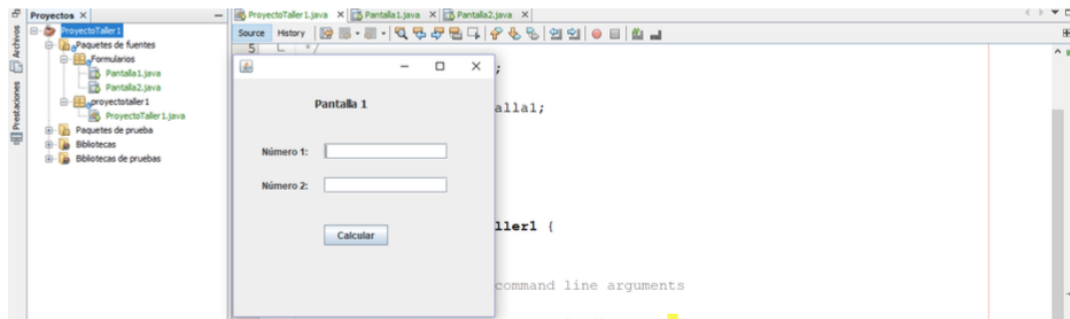 Proyectos
ProyectoTaller1.java
Pantalla1.java
Pantalla2.java
Archivos
Prestaciones
ProyectoTaller1
Paquetes de fuentes
Formularios
Pantalla1.java
Pantalla2.java
proyectotaller1
ProyectoTaller1.java
Paquetes de prueba
Bibliotecas
Bibliotecas de pruebas
Source History
5 */
;
alla1;
ller1 {
command line arguments
Pantalla 1
Número 1:
Número 2:
Calcular